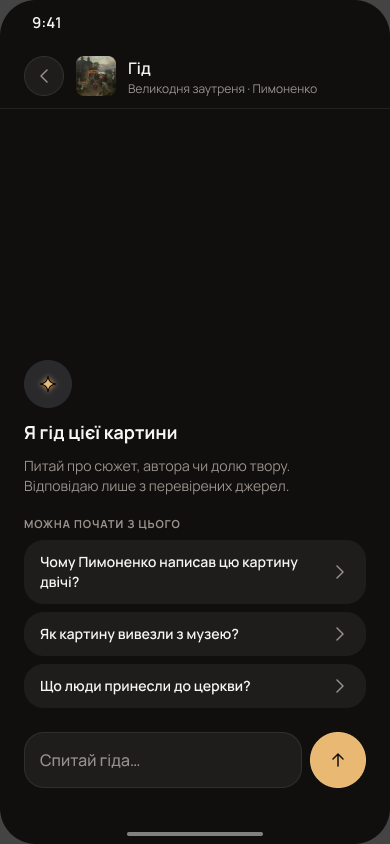 9:41
Гід
Великодня заутреня · Пимоненко
Я гід цієї картини
Питай про сюжет, автора чи долю твору.
Відповідаю лише з перевірених джерел.
МОЖНА ПОЧАТИ З ЦЬОГО
Чому Пимоненко написав цю картину
двічі?
Як картину вивезли з музею?
Що люди принесли до церкви?
Спитай гіда…